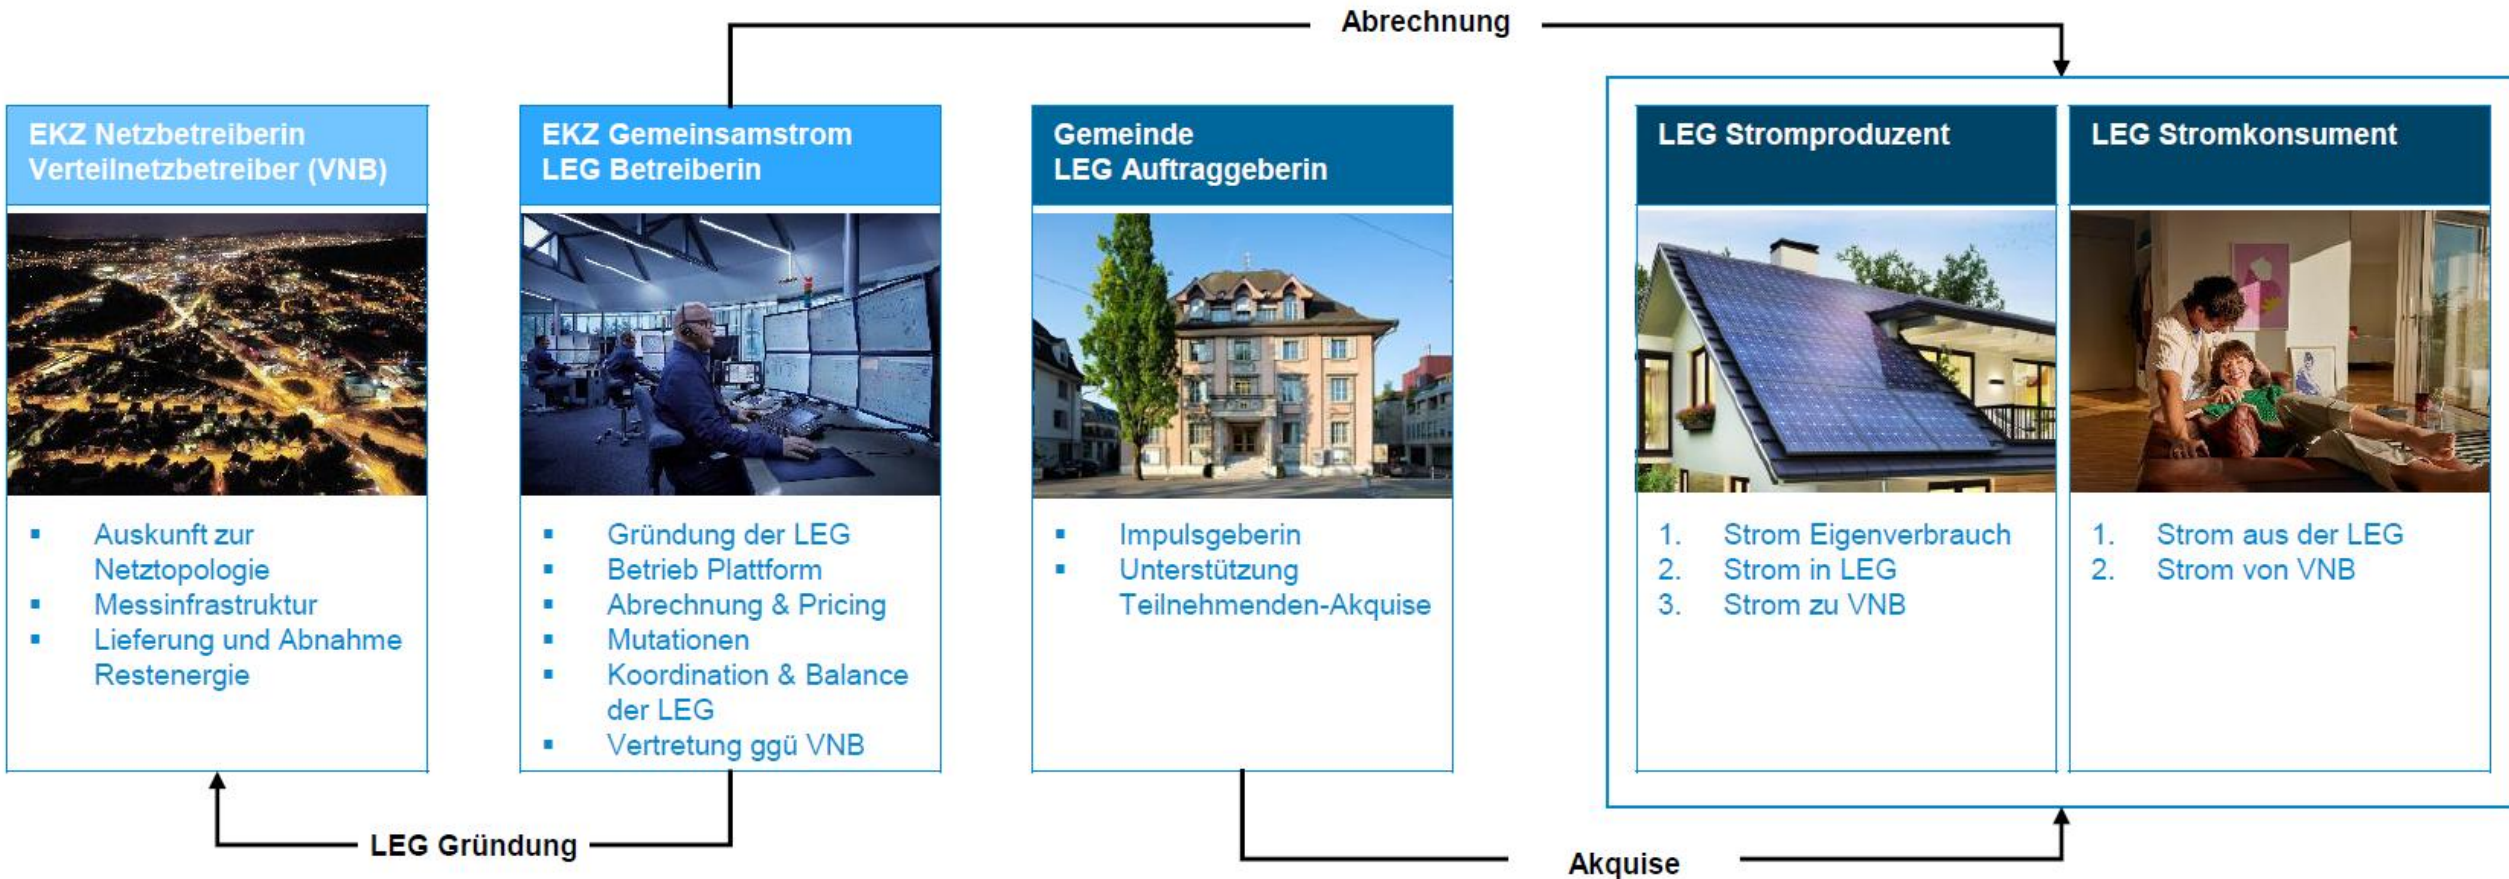 Abrechnung
EKZ Netzbetreiberin
Verteilnetzbetreiber (VNB)
▪ Auskunft zur
Netztopologie
▪ Messinfrastruktur
▪ Lieferung und Abnahme
Restenergie
EKZ Gemeinsamstrom
LEG Betreiberin
▪ Gründung der LEG
▪ Betrieb Plattform
▪ Abrechnung & Pricing
▪ Mutationen
▪ Koordination & Balance
der LEG
▪ Vertretung ggü VNB
Gemeinde
LEG Auftraggeberin
▪ Impulsgeberin
▪ Unterstützung
Teilnehmenden-Akquise
LEG Stromproduzent
1. Strom Eigenverbrauch
2. Strom in LEG
3. Strom zu VNB
LEG Stromkonsument
1. Strom aus der LEG
2. Strom von VNB
LEG Gründung
Akquise